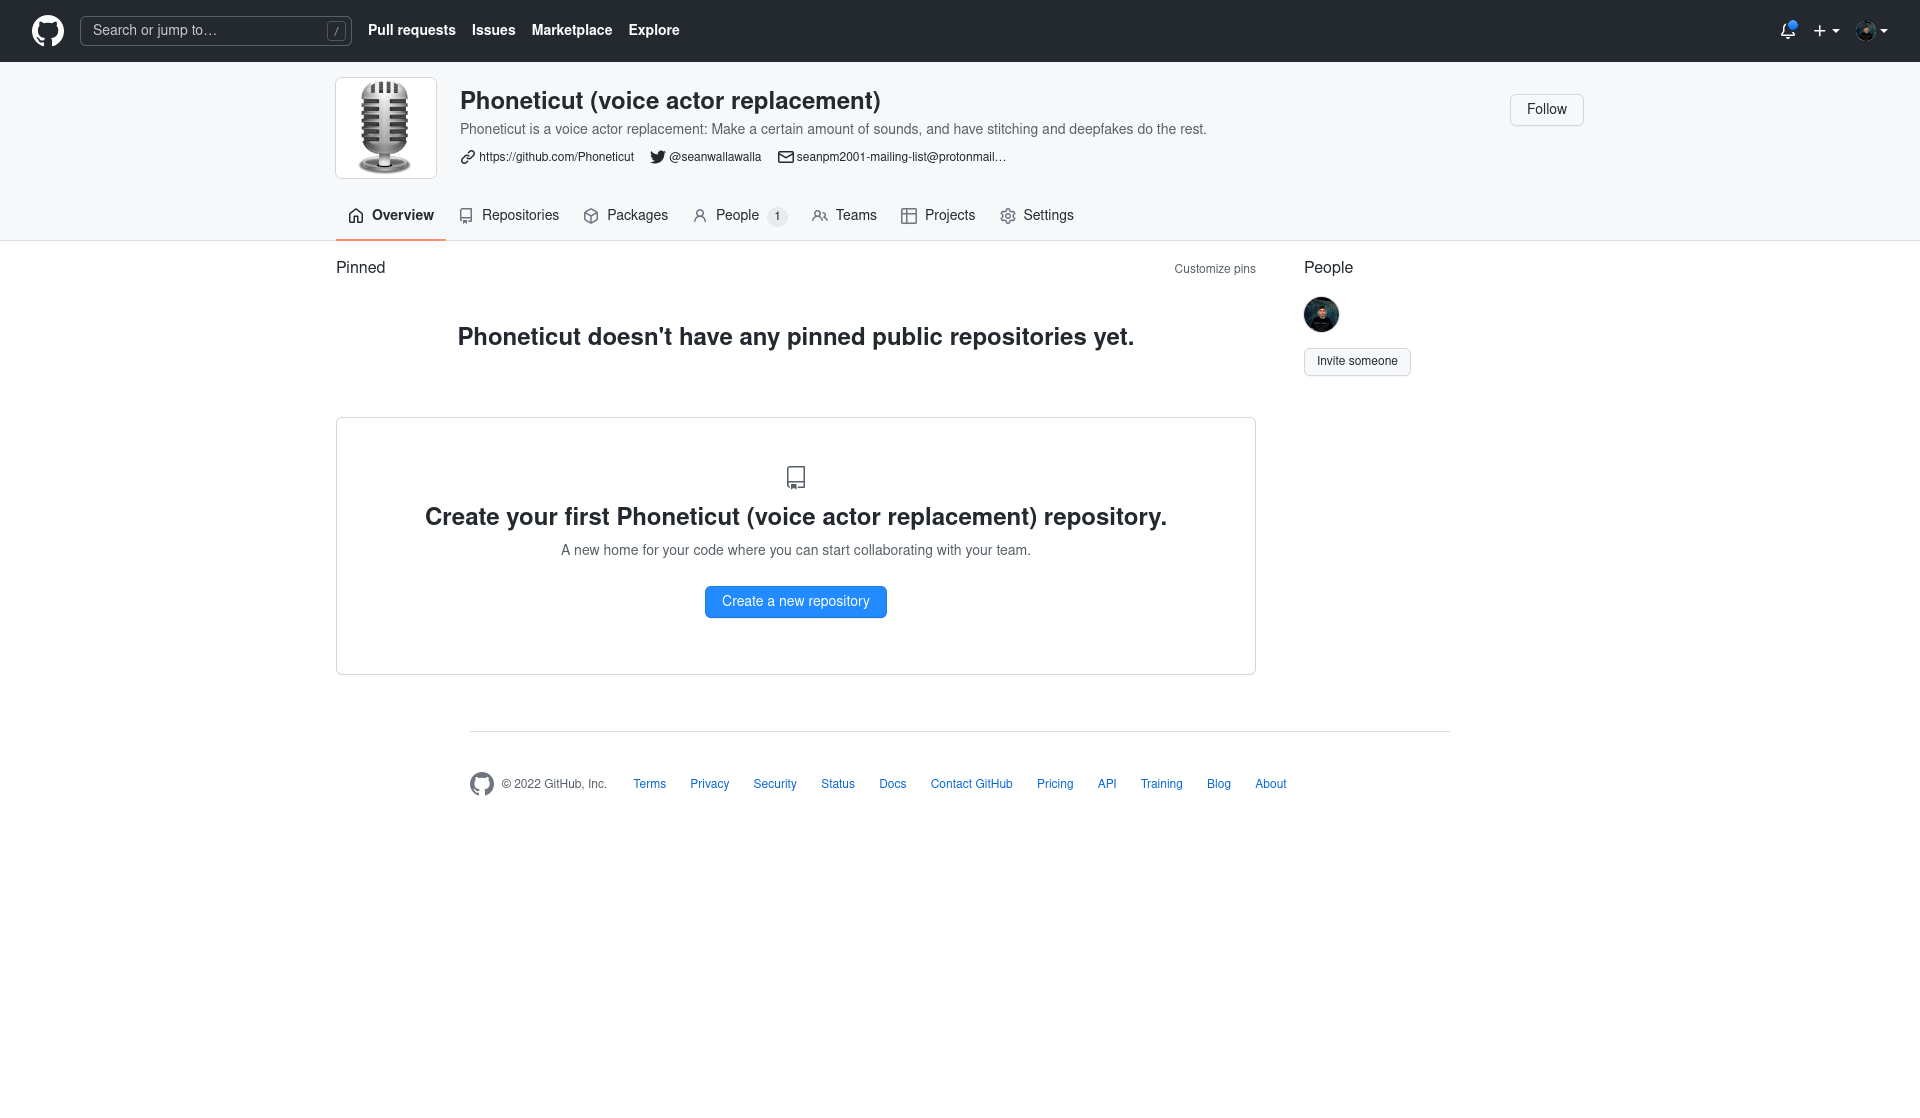 Search or jump to… /
Pull requests Issues Marketplace Explore
Phoneticut (voice actor replacement)
Phoneticut is a voice actor replacement: Make a certain amount of sounds, and have stitching and deepfakes do the rest.
https://github.com/Phoneticut @seanwallawalla seanpm2001-mailing-list@protonmail…
Follow
Overview Repositories Packages People 1 Teams Projects Settings
Pinned
Customize pins
Phoneticut doesn't have any pinned public repositories yet.
Create your first Phoneticut (voice actor replacement) repository.
A new home for your code where you can start collaborating with your team.
Create a new repository
People
Invite someone
© 2022 GitHub, Inc. Terms Privacy Security Status Docs Contact GitHub Pricing API Training Blog About